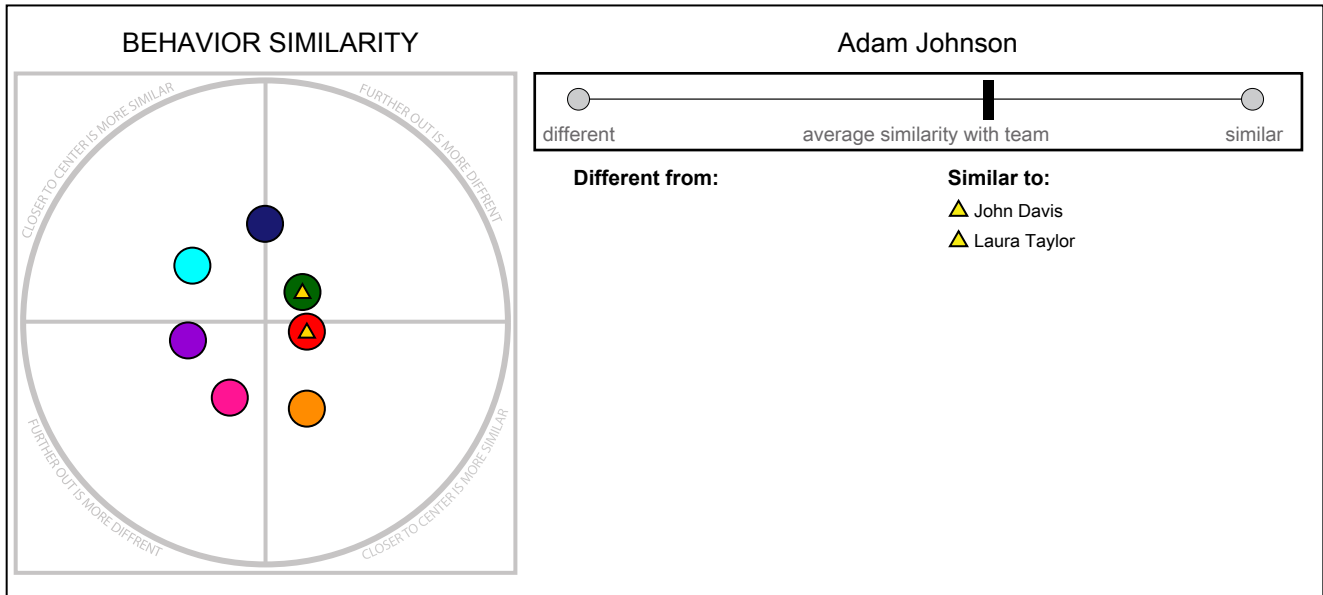 BEHAVIOR SIMILARITY
CLOSER TO CENTER IS MORE SIMILAR
FURTHER OUT IS MORE DIFFRENT
FURTHER OUT IS MORE DIFFRENT
CLOSER TO CENTER IS MORE SIMILAR
Adam Johnson
different average similarity with team similar
Different from: Similar to:
John Davis
Laura Taylor